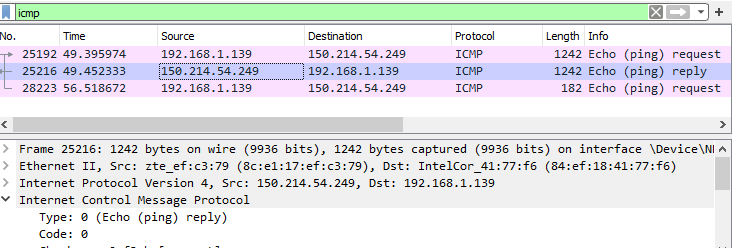 icmp
No. Time Source Destination Protocol Length Info
25192 49.395974 192.168.1.139 150.214.54.249 ICMP 1242 Echo (ping) request
25216 49.452333 150.214.54.249 192.168.1.139 ICMP 1242 Echo (ping) reply
28223 56.518672 192.168.1.139 150.214.54.249 ICMP 182 Echo (ping) request
Frame 25216: 1242 bytes on wire (9936 bits), 1242 bytes captured (9936 bits) on interface \Device\
Ethernet II, Src: zte_ef:c3:79 (8c:e1:17:ef:c3:79), Dst: IntelCor_41:77:f6 (84:ef:18:41:77:f6)
Internet Protocol Version 4, Src: 150.214.54.249, Dst: 192.168.1.139
Internet Control Message Protocol
Type: 0 (Echo (ping) reply)
Code: 0